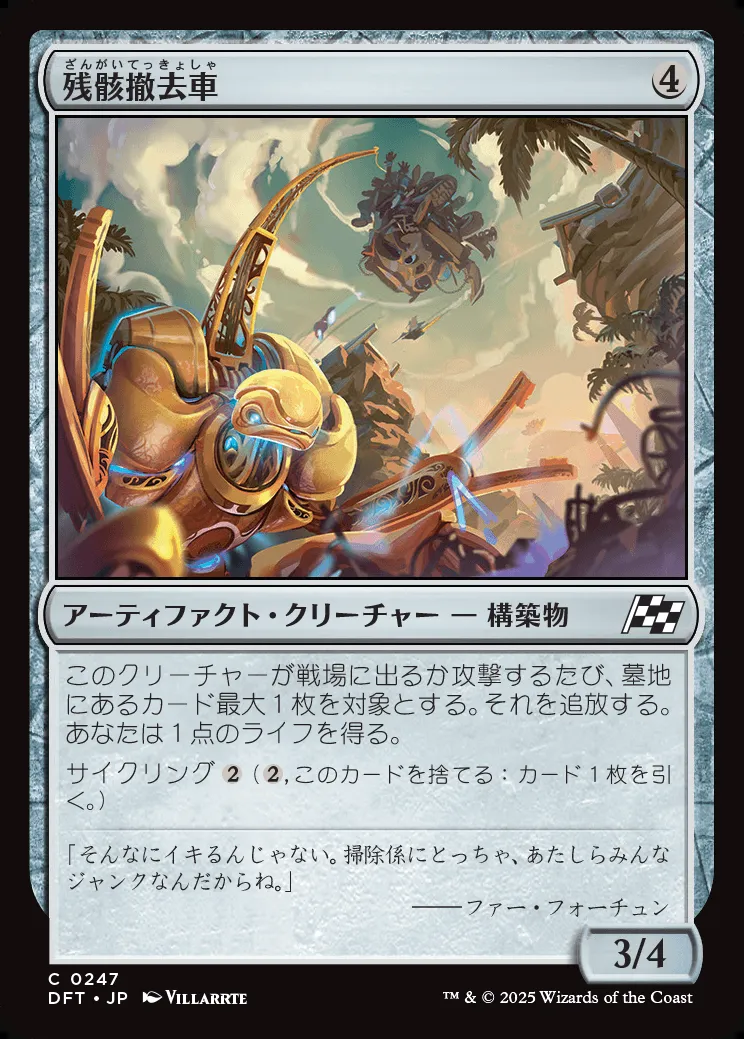 ざんがいてっきょしゃ
残骸撤去車
4
アーティファクト・クリーチャー — 構築物
このクリーチャーが戦場に出るか攻撃するたび、墓地
にあるカード最大１枚を対象とする。それを追放する。
あなたは１点のライフを得る。
サイクリング2（2,このカードを捨てる：カード１枚を引
く。）
「そんなにイキるんじゃない。掃除係にとっちゃ、あたしらみんな
ジャンクなんだからね。」
――ファー・フォーチュン
3/4
C 0247
DFT • JP VILLARRTE
™ & © 2025 Wizards of the Coast